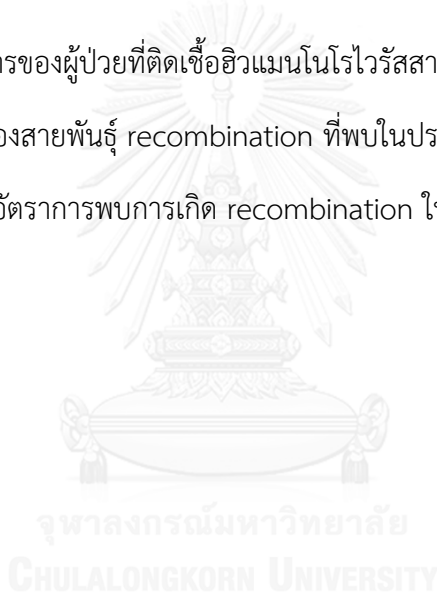 ารของผู้ป่วยที่ติดเชื้อฮิวแมนโนโรไวรัสสา
องสายพันธุ์ recombination ที่พบในประ
อัตราการพบการเกิด recombination ใ
จุฬาลงกรณ์มหาวิทยาลัย
CHULALONGKORN UNIVERSITY